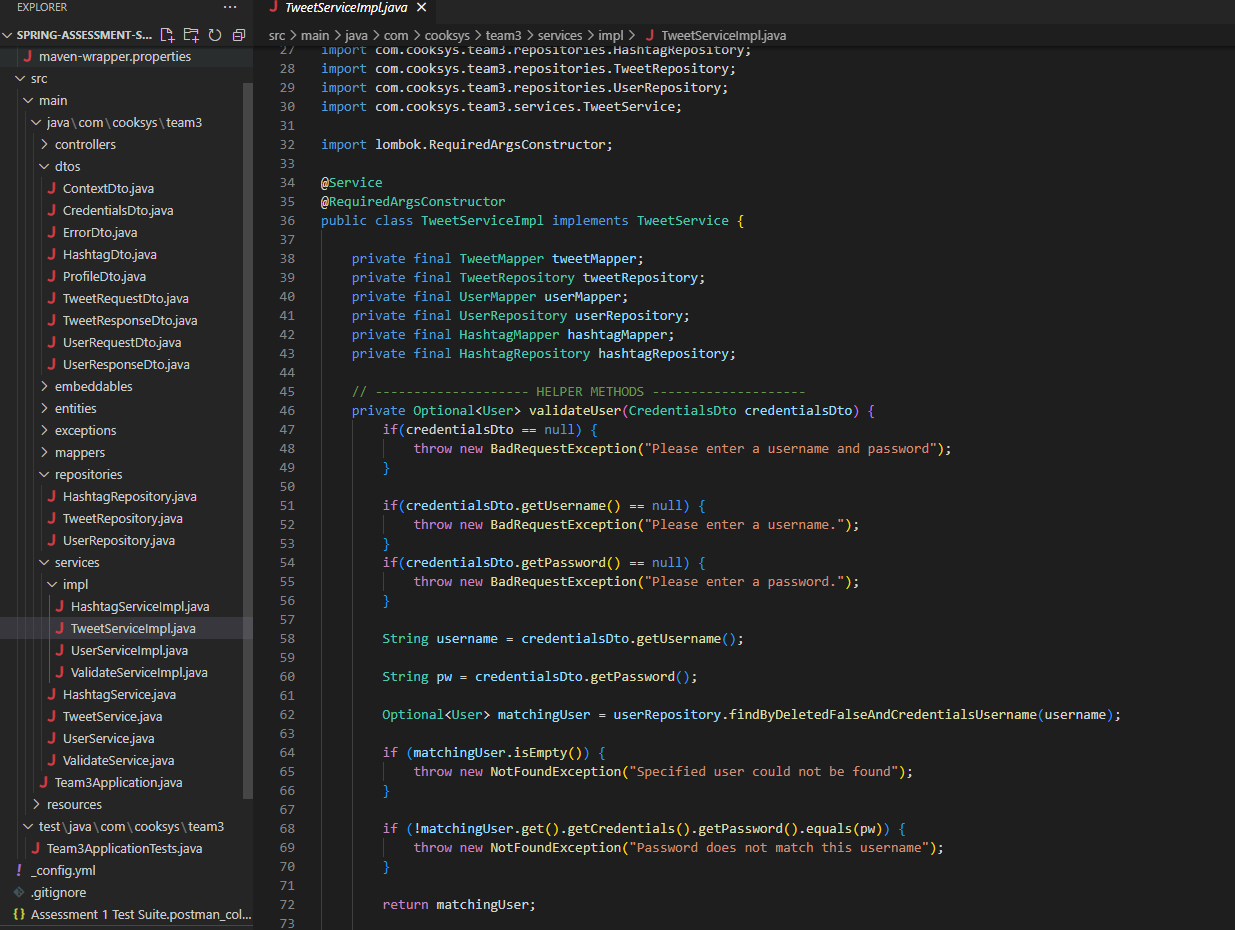 EXPLORER ...
SPRING-ASSESSMENT-S...
maven-wrapper.properties
src
main
java\com\cooksys\team3
controllers
dtos
ContextDto.java
CredentialsDto.java
ErrorDto.java
HashtagDto.java
ProfileDto.java
TweetRequestDto.java
TweetResponseDto.java
UserRequestDto.java
UserResponseDto.java
embeddables
entities
exceptions
mappers
repositories
HashtagRepository.java
TweetRepository.java
UserRepository.java
services
impl
HashtagServiceImpl.java
TweetServiceImpl.java
UserServiceImpl.java
ValidateServiceImpl.java
HashtagService.java
TweetService.java
UserService.java
ValidateService.java
Team3Application.java
resources
test\java\com\cooksys\team3
Team3ApplicationTests.java
! _config.yml
.gitignore
{} Assessment 1 Test Suite.postman_col...
TweetServiceImpl.java
src > main > java > com > cooksys > team3 > services > impl > TweetServiceImpl.java
27 import com.cooksys.team3.repositories.HashtagRepository;
28 import com.cooksys.team3.repositories.TweetRepository;
29 import com.cooksys.team3.repositories.UserRepository;
30 import com.cooksys.team3.services.TweetService;
31
32 import lombok.RequiredArgsConstructor;
33
34 @Service
35 @RequiredArgsConstructor
36 public class TweetServiceImpl implements TweetService {
37
38     private final TweetMapper tweetMapper;
39     private final TweetRepository tweetRepository;
40     private final UserMapper userMapper;
41     private final UserRepository userRepository;
42     private final HashtagMapper hashtagMapper;
43     private final HashtagRepository hashtagRepository;
44
45     // -------------------- HELPER METHODS --------------------
46     private Optional<User> validateUser(CredentialsDto credentialsDto) {
47         if(credentialsDto == null) {
48             throw new BadRequestException("Please enter a username and password");
49         }
50
51         if(credentialsDto.getUsername() == null) {
52             throw new BadRequestException("Please enter a username.");
53         }
54         if(credentialsDto.getPassword() == null) {
55             throw new BadRequestException("Please enter a password.");
56         }
57
58         String username = credentialsDto.getUsername();
59
60         String pw = credentialsDto.getPassword();
61
62         Optional<User> matchingUser = userRepository.findByDeletedFalseAndCredentialsUsername(username);
63
64         if (matchingUser.isEmpty()) {
65             throw new NotFoundException("Specified user could not be found");
66         }
67
68         if (!matchingUser.get().getCredentials().getPassword().equals(pw)) {
69             throw new NotFoundException("Password does not match this username");
70         }
71
72         return matchingUser;
73